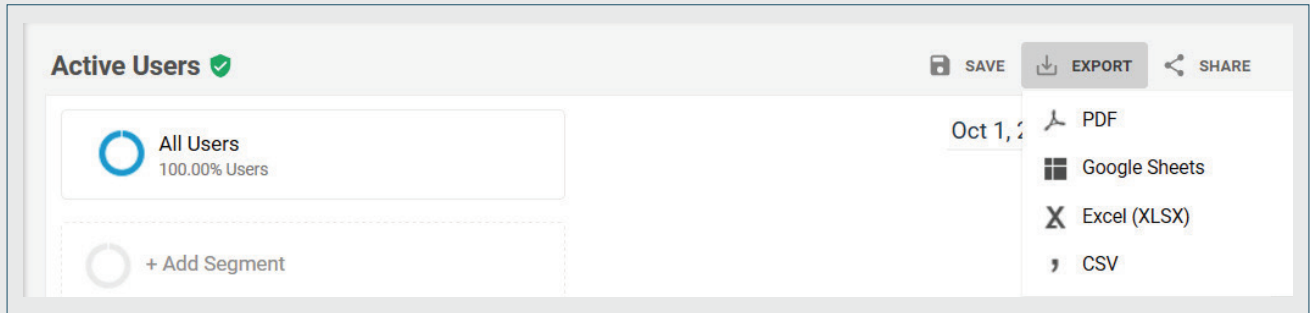 Active Users
SAVE
EXPORT
SHARE
All Users
100.00% Users
Oct 1,
PDF
Google Sheets
Excel (XLSX)
CSV
+ Add Segment